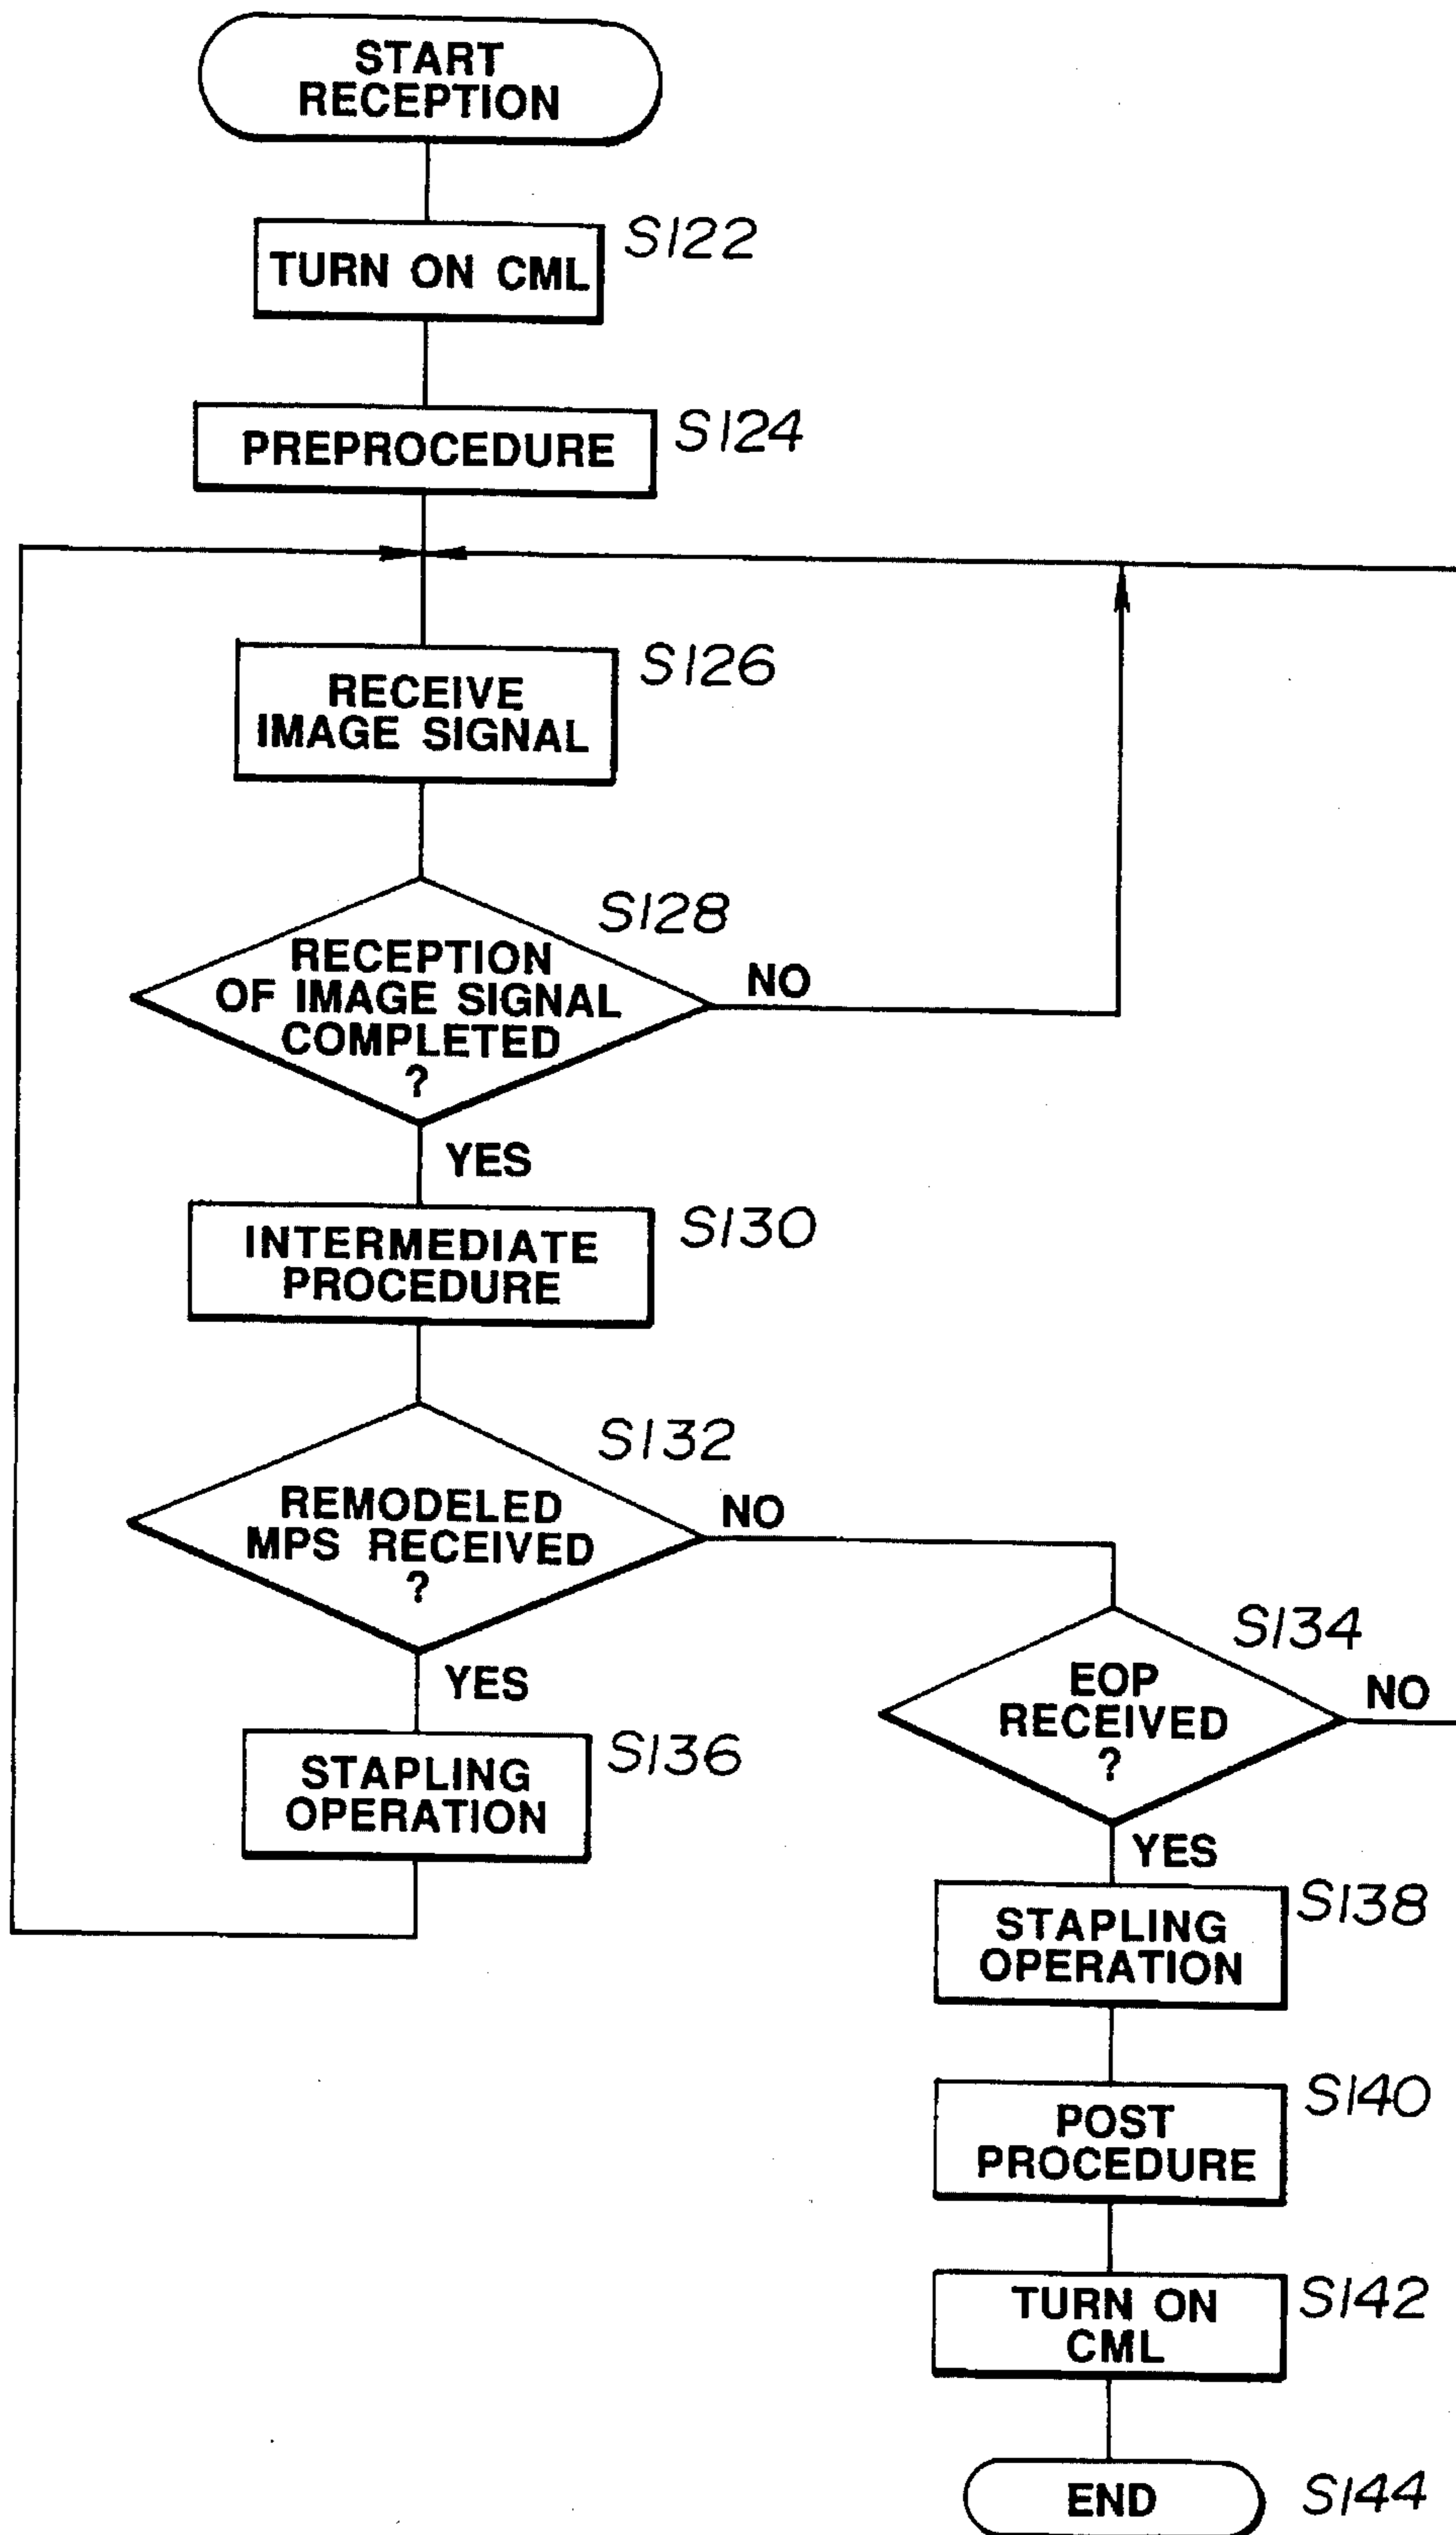 START
RECEPTION
TURN ON CML
S122
PREPROCEDURE
S124
RECEIVE
IMAGE SIGNAL
S126
RECEPTION
OF IMAGE SIGNAL
COMPLETED
?
S128
NO
YES
INTERMEDIATE
PROCEDURE
S130
REMODELED
MPS RECEIVED
?
S132
NO
YES
STAPLING
OPERATION
S136
EOP
RECEIVED
?
S134
NO
YES
STAPLING
OPERATION
S138
POST
PROCEDURE
S140
TURN ON
CML
S142
END
S144